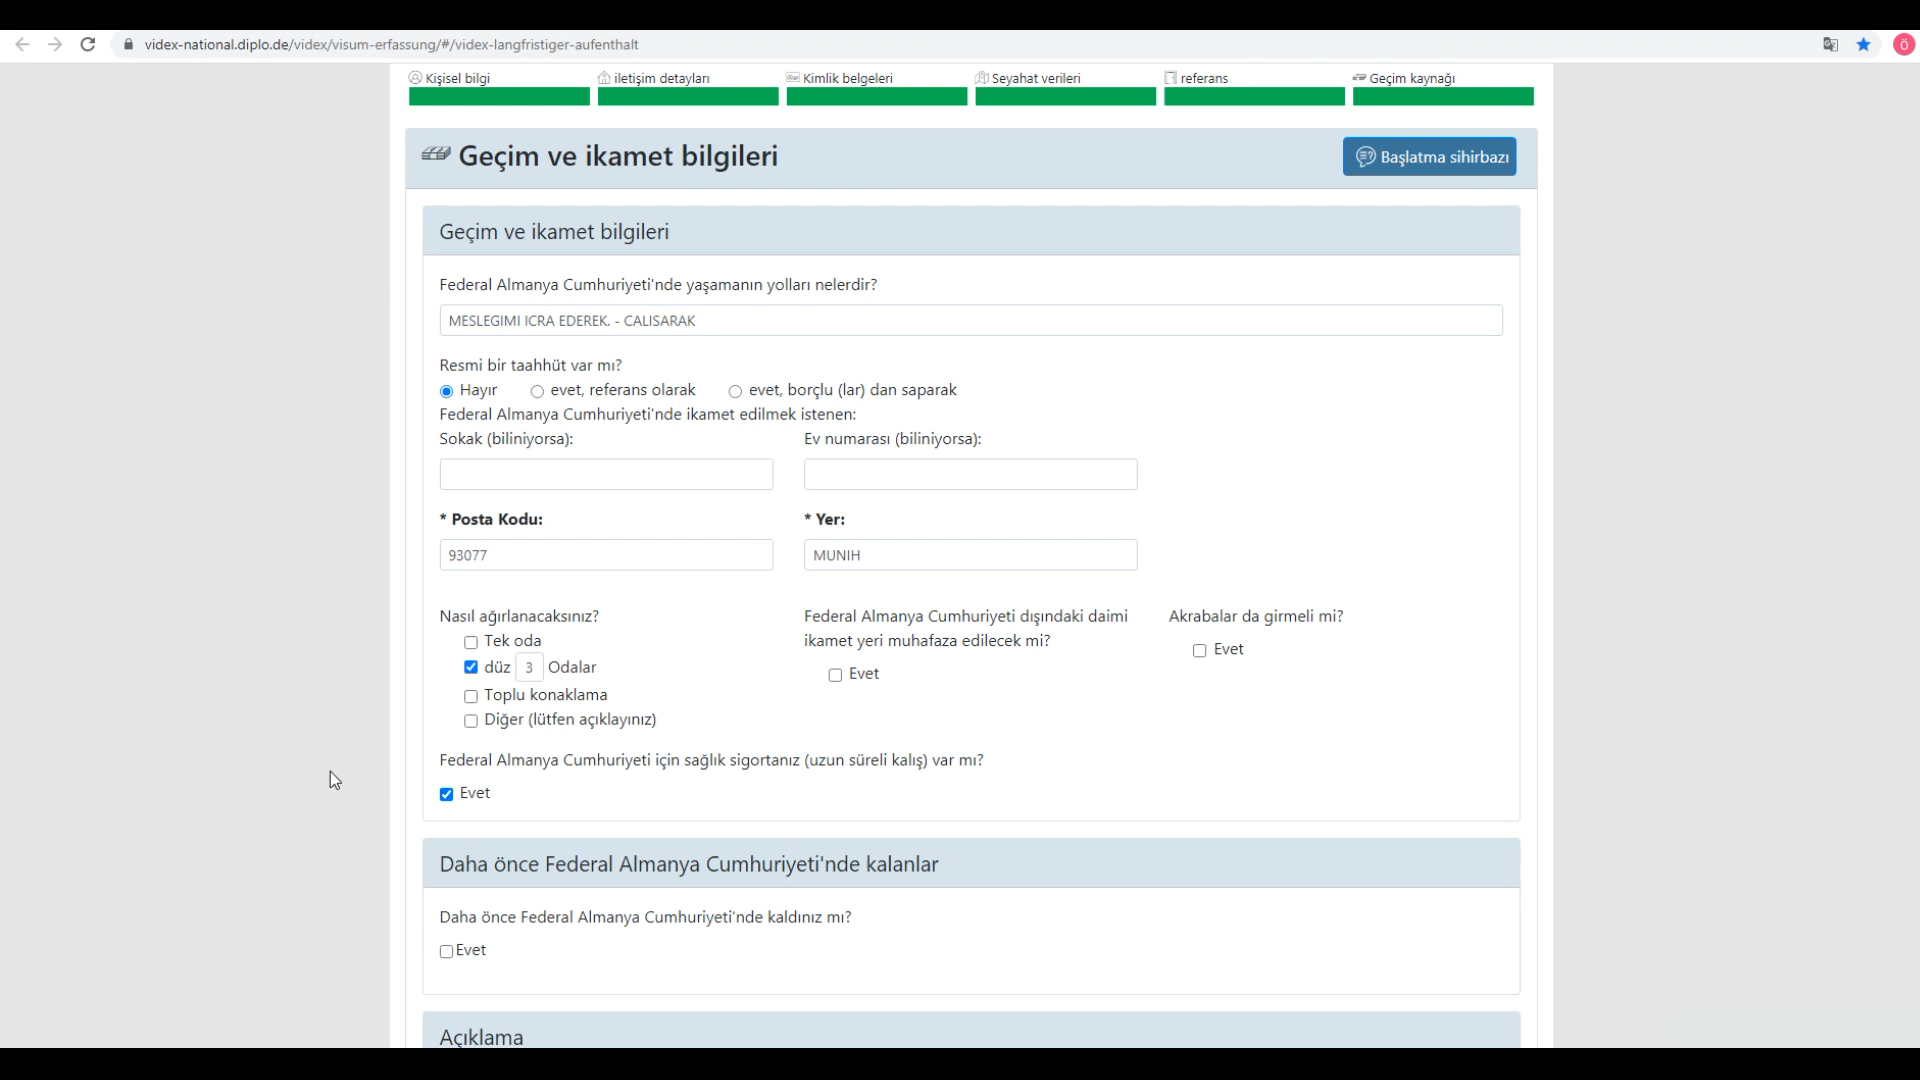 videx-national.diplo.de/videx/visum-erfassung/#/videx-langfristiger-aufenthalt
Ö
Kişisel bilgi iletişim detayları Kimlik belgeleri Seyahat verileri referans Geçim kaynağı
Geçim ve ikamet bilgileri
Başlatma sihirbazı
Geçim ve ikamet bilgileri
Federal Almanya Cumhuriyeti'nde yaşamanın yolları nelerdir?
MESLEGIMI ICRA EDEREK. - CALISARAK
Resmi bir taahhüt var mı?
Hayır evet, referans olarak evet, borçlu (lar) dan saparak
Federal Almanya Cumhuriyeti'nde ikamet edilmek istenen:
Sokak (biliniyorsa): Ev numarası (biliniyorsa):
* Posta Kodu: * Yer:
93077 MUNIH
Nasıl ağırlanacaksınız?
Tek oda
düz 3 Odalar
Toplu konaklama
Diğer (lütfen açıklayınız)
Federal Almanya Cumhuriyeti dışındaki daimi
ikamet yeri muhafaza edilecek mi?
Evet
Akrabalar da girmeli mi?
Evet
Federal Almanya Cumhuriyeti için sağlık sigortanız (uzun süreli kalış) var mı?
Evet
Daha önce Federal Almanya Cumhuriyeti'nde kalanlar
Daha önce Federal Almanya Cumhuriyeti'nde kaldınız mı?
Evet
Açıklama